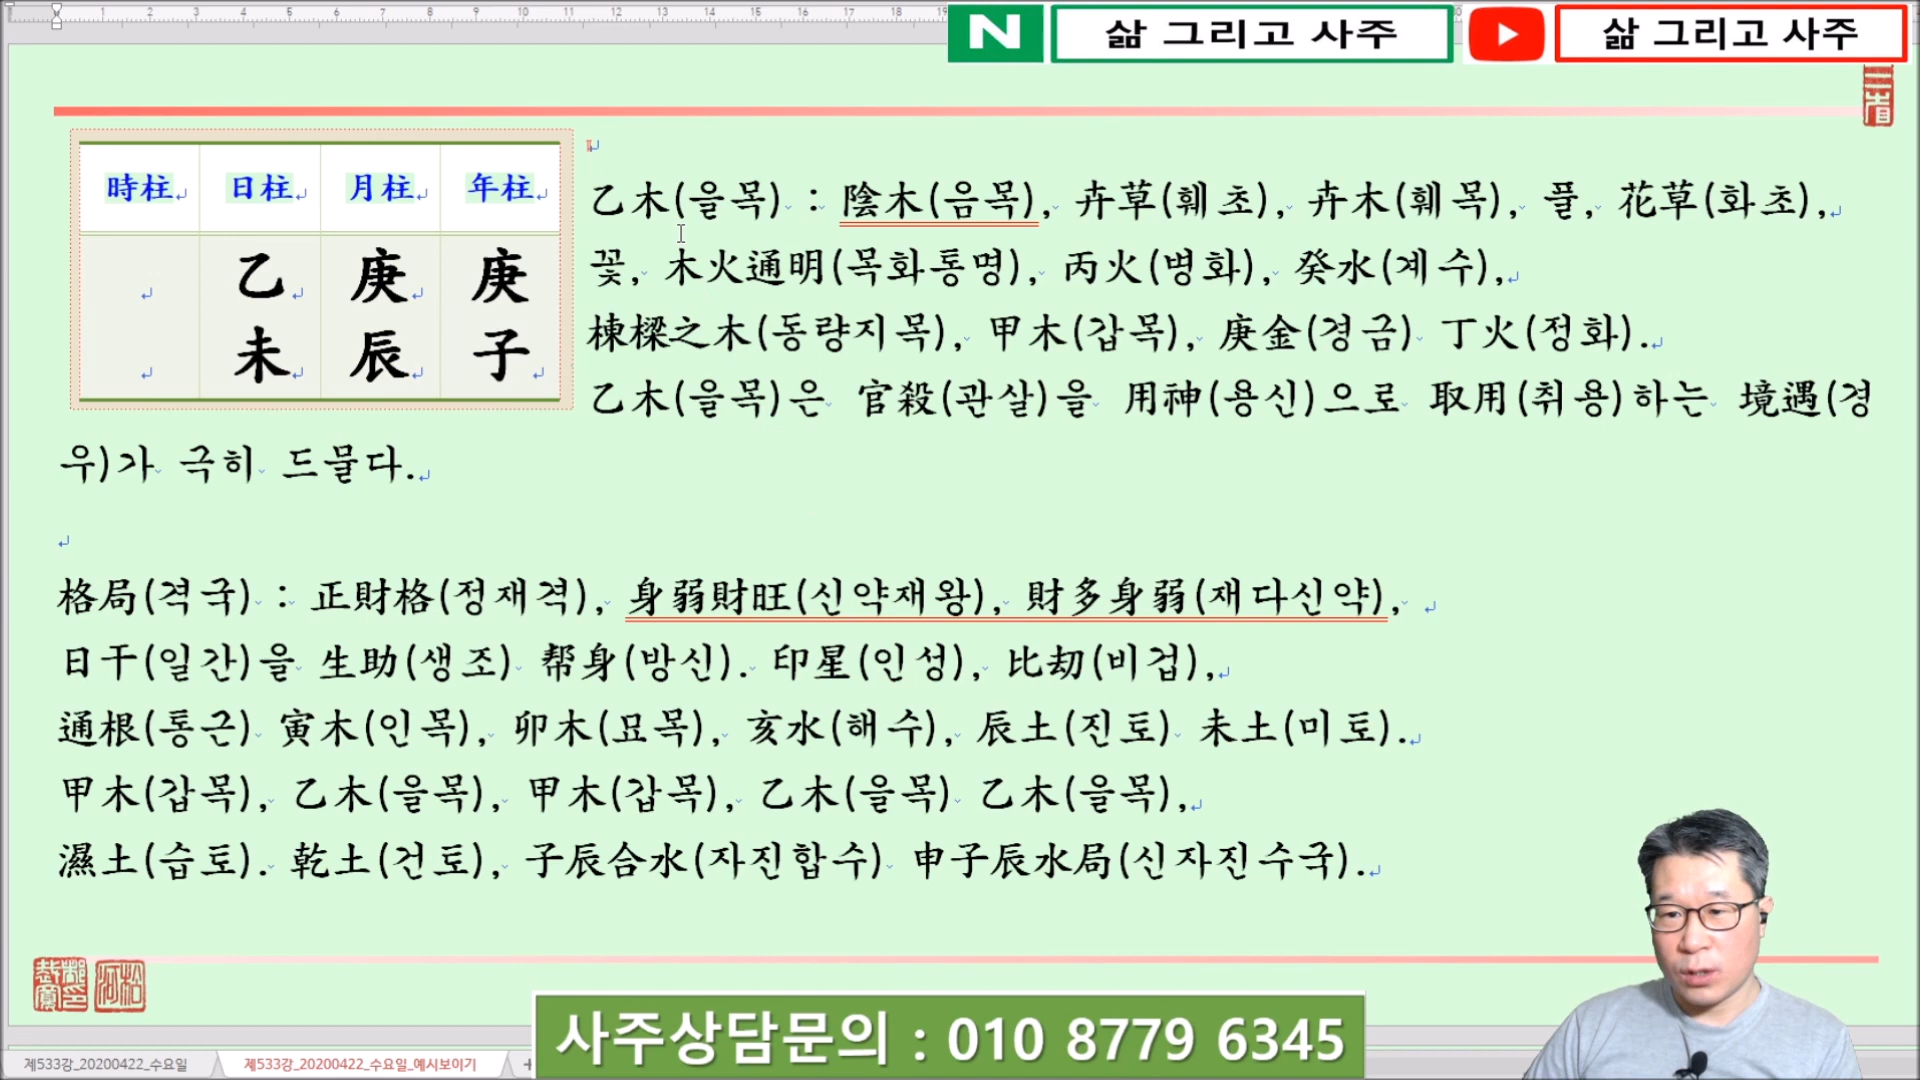 삶 그리고 사주
삶 그리고 사주
時柱 日柱 月柱 年柱
乙 庚 庚
未 辰 子
乙木(을목) : 陰木(음목), 卉草(훼초), 卉木(훼목), 풀, 花草(화초),
꽃, 木火通明(목화통명), 丙火(병화), 癸水(계수),
棟樑之木(동량지목), 甲木(갑목), 庚金(경금) 丁火(정화).
乙木(을목)은 官殺(관살)을 用神(용신)으로 取用(취용)하는 境遇(경
우)가 극히 드물다.
格局(격국) : 正財格(정재격), 身弱財旺(신약재왕), 財多身弱(재다신약),
日干(일간)을 生助(생조) 帮身(방신). 印星(인성), 比劫(비겁),
通根(통근) 寅木(인목), 卯木(묘목), 亥水(해수), 辰土(진토) 未土(미토).
甲木(갑목), 乙木(을목), 甲木(갑목), 乙木(을목) 乙木(을목),
濕土(습토). 乾土(건토), 子辰合水(자진합수) 申子辰水局(신자진수국).
사주상담문의 : 010 8779 6345
제533강_20200422_수요일 제533강_20200422_수요일_예시보이기